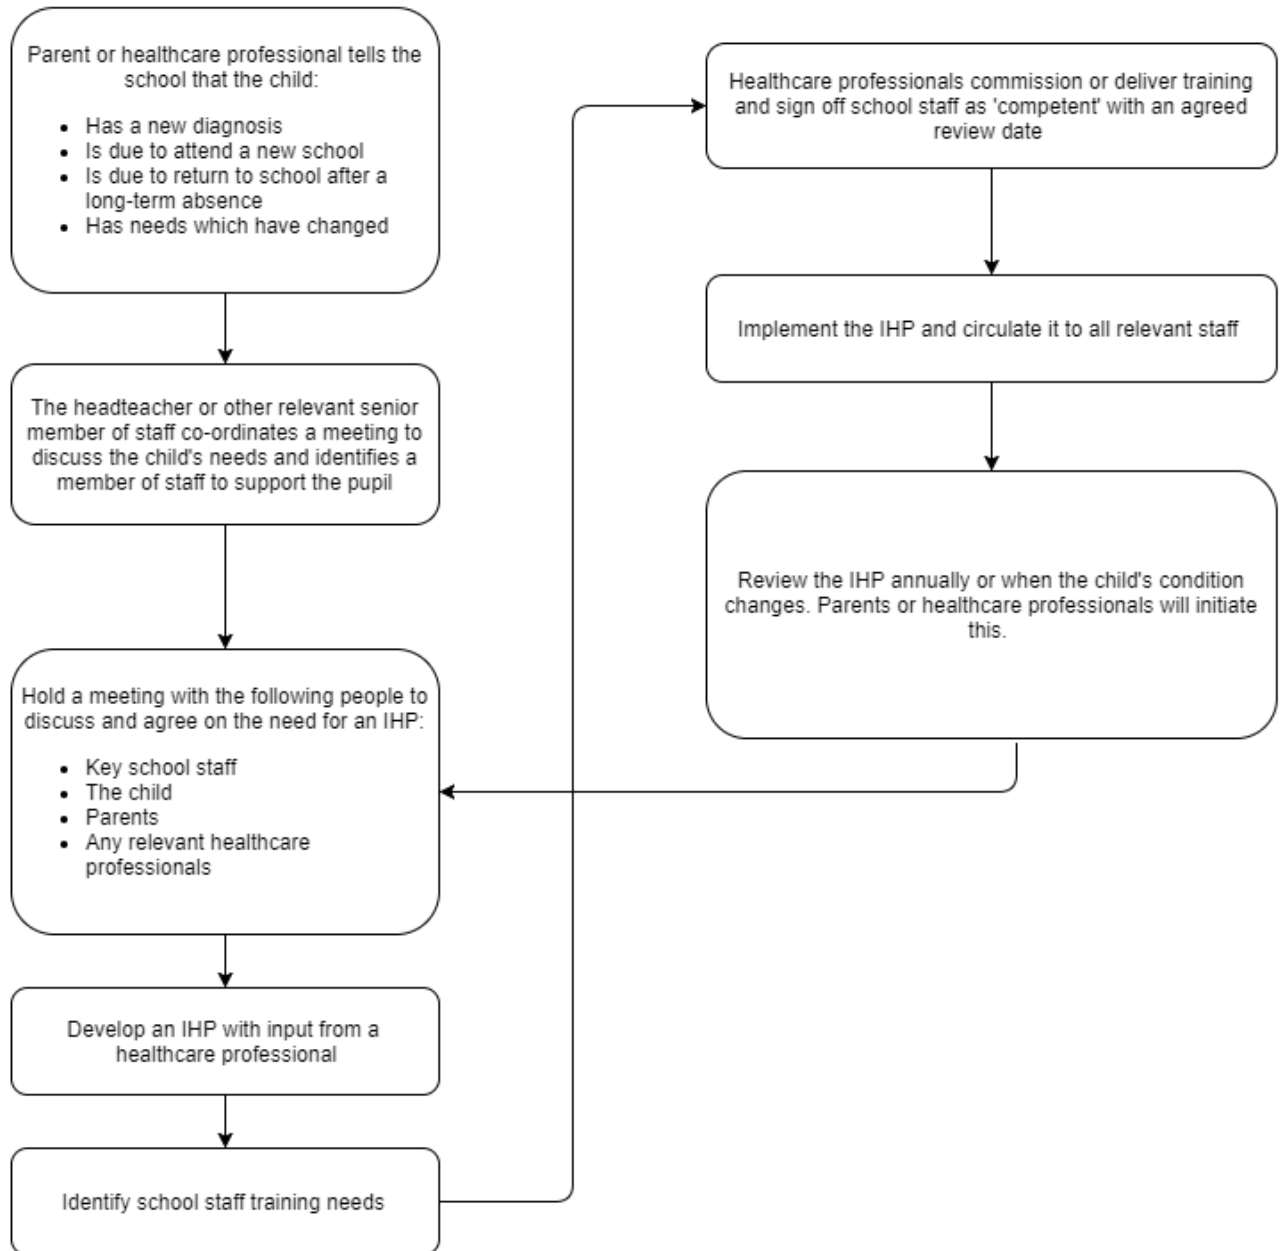 Parent or healthcare professional tells the
school that the child:
• Has a new diagnosis
• Is due to attend a new school
• Is due to return to school after a
long-term absence
• Has needs which have changed
The headteacher or other relevant senior
member of staff co-ordinates a meeting to
discuss the child's needs and identifies a
member of staff to support the pupil
Hold a meeting with the following people to
discuss and agree on the need for an IHP:
• Key school staff
• The child
• Parents
• Any relevant healthcare
professionals
Develop an IHP with input from a
healthcare professional
Identify school staff training needs
Healthcare professionals commission or deliver training
and sign off school staff as 'competent' with an agreed
review date
Implement the IHP and circulate it to all relevant staff
Review the IHP annually or when the child's condition
changes. Parents or healthcare professionals will initiate
this.